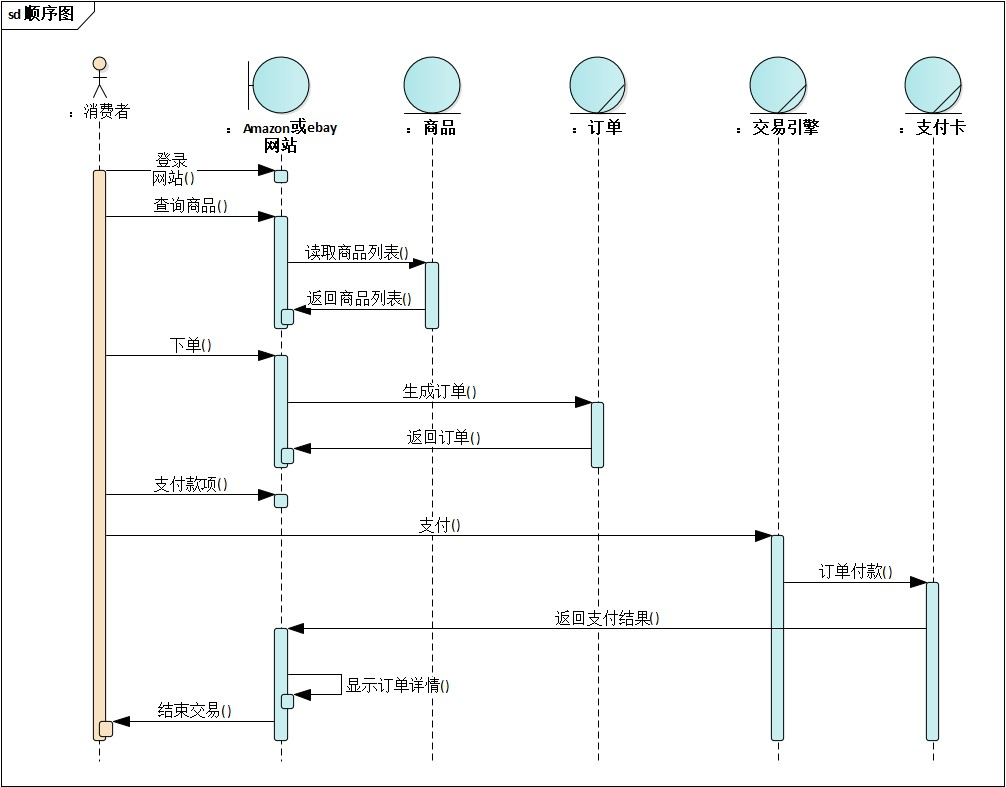 sd 顺序图
：消费者
：Amazon或ebay
网站
：商品
：订单
：交易引擎
：支付卡
登录
网站()
查询商品()
读取商品列表()
返回商品列表()
下单()
生成订单()
返回订单()
支付款项()
支付()
订单付款()
返回支付结果()
显示订单详情()
结束交易()